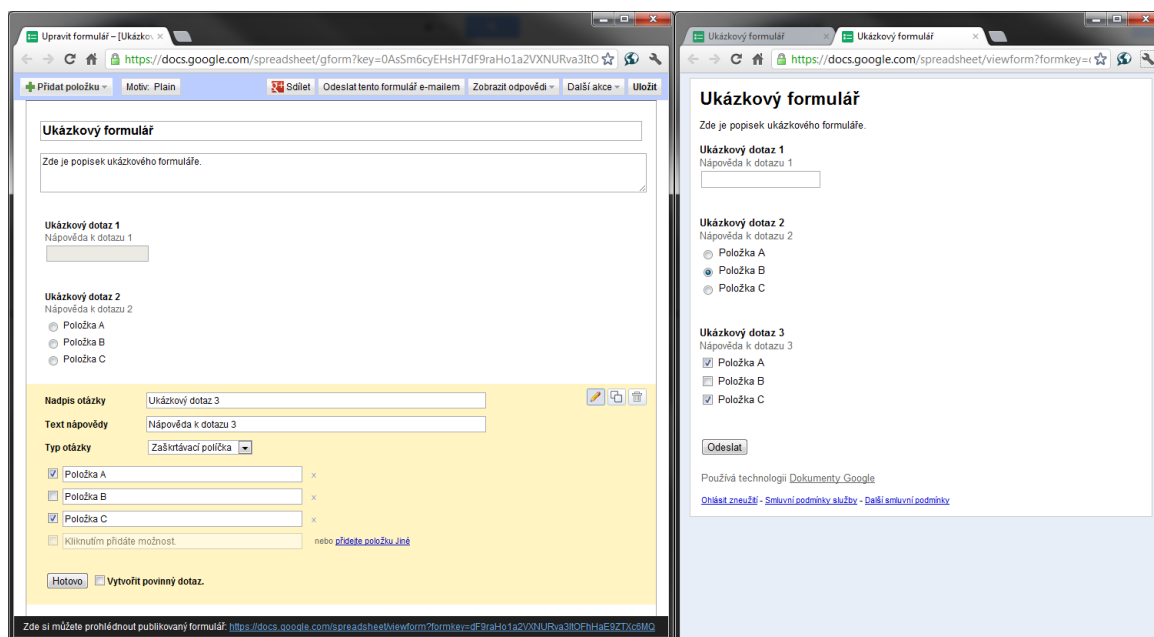 Upravit formulář – [Ukázkov
https://docs.google.com/spreadsheet/gform?key=0AsSm6cyEHsH7dF9raHo1a2VXNURva3ItO
Přidat položku
Motiv: Plain
Sdílet
Odeslat tento formulář e-mailem
Zobrazit odpovědi
Další akce
Uložit
Ukázkový formulář
Zde je popisek ukázkového formuláře.
Ukázkový dotaz 1
Nápověda k dotazu 1
Ukázkový dotaz 2
Nápověda k dotazu 2
Položka A
Položka B
Položka C
Nadpis otázky
Ukázkový dotaz 3
Text nápovědy
Nápověda k dotazu 3
Typ otázky
Zaškrtávací políčka
Položka A
x
Položka B
x
Položka C
x
Kliknutím přidáte možnost.
nebo přidejte položku Jiné
Hotovo
Vytvořit povinný dotaz.
Zde si můžete prohlédnout publikovaný formulář: https://docs.google.com/spreadsheet/viewform?formkey=dF9raHo1a2VXNURva3ItOFhHaE9ZTXc6MQ
Ukázkový formulář
Ukázkový formulář
https://docs.google.com/spreadsheet/viewform?formkey=
Ukázkový formulář
Zde je popisek ukázkového formuláře.
Ukázkový dotaz 1
Nápověda k dotazu 1
Ukázkový dotaz 2
Nápověda k dotazu 2
Položka A
Položka B
Položka C
Ukázkový dotaz 3
Nápověda k dotazu 3
Položka A
Položka B
Položka C
Odeslat
Používá technologii Dokumenty Google
Ohlásit zneužití - Smluvní podmínky služby - Další smluvní podmínky